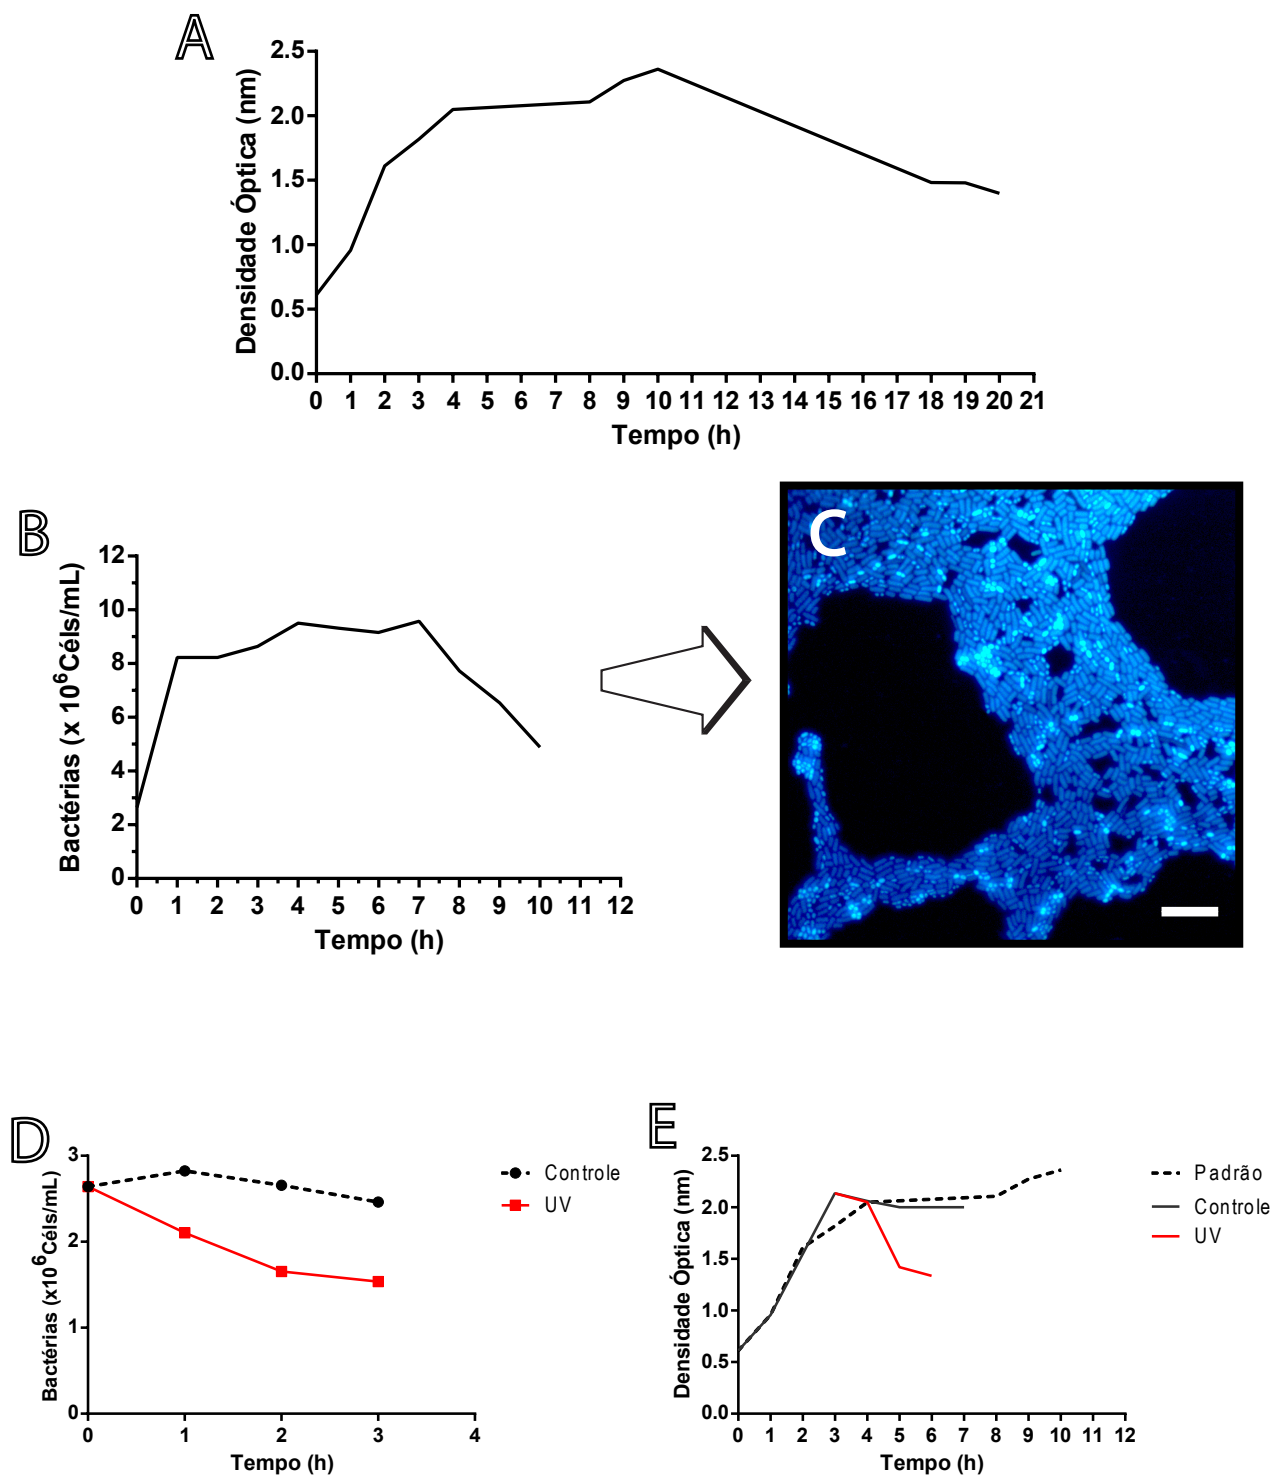 A
Densidade Óptica (nm)
2.5
2.0
1.5
1.0
0.5
0.0
0 1 2 3 4 5 6 7 8 9 10 11 12 13 14 15 16 17 18 19 20 21
Tempo (h)
B
Bactérias (x 10⁶Céls/mL)
12
10
8
6
4
2
0
0 1 2 3 4 5 6 7 8 9 10 11 12
Tempo (h)
C
D
Bactérias (x10⁶Céls/mL)
3
2
1
0
0 1 2 3 4
Tempo (h)
Controle
UV
E
Densidade Óptica (nm)
2.5
2.0
1.5
1.0
0.5
0.0
0 1 2 3 4 5 6 7 8 9 10 11 12
Tempo (h)
Padrão
Controle
UV